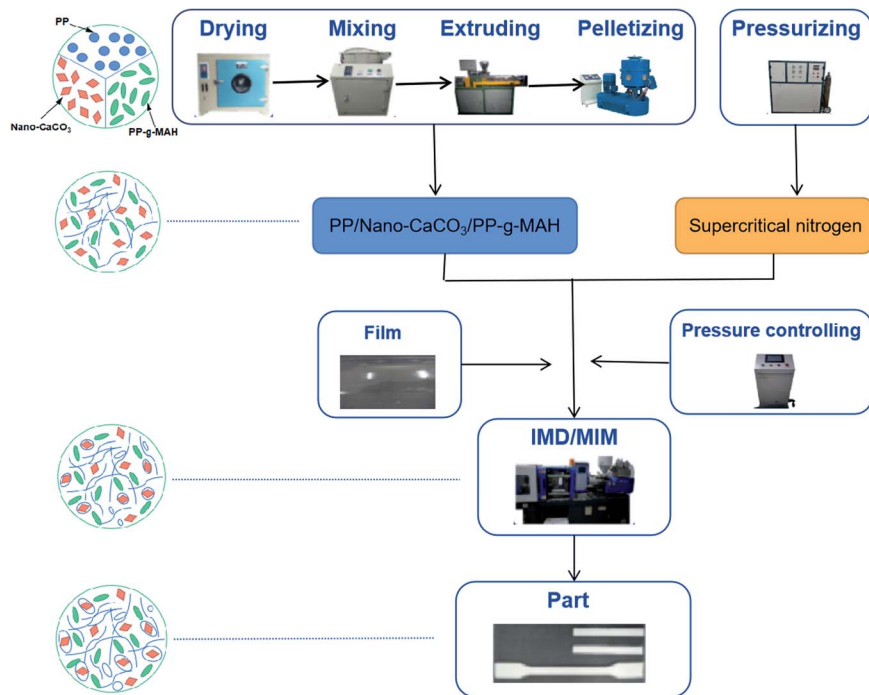 PP
Nano-CaCO₃
PP-g-MAH
Drying
Mixing
Extruding
Pelletizing
Pressurizing
PP/Nano-CaCO₃/PP-g-MAH
Supercritical nitrogen
Film
Pressure controlling
IMD/MIM
Part